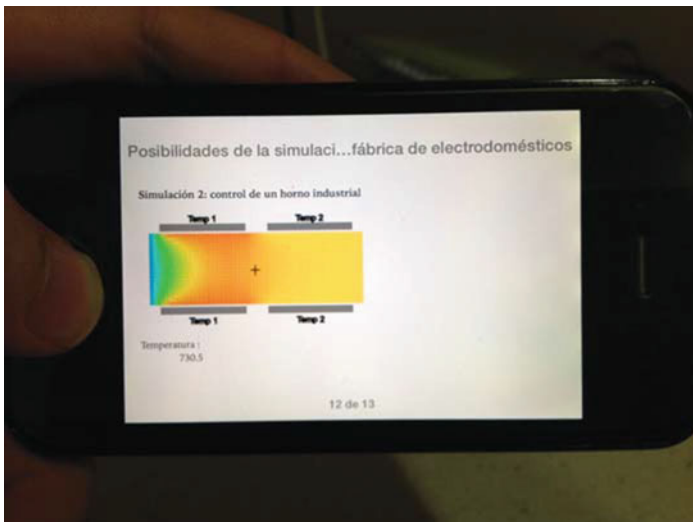 Posibilidades de la simulaci...fábrica de electrodomésticos
Simulación 2: control de un horno industrial
Temp 1 Temp 2
Temp 1 Temp 2
Temperatura :
730.5
12 de 13